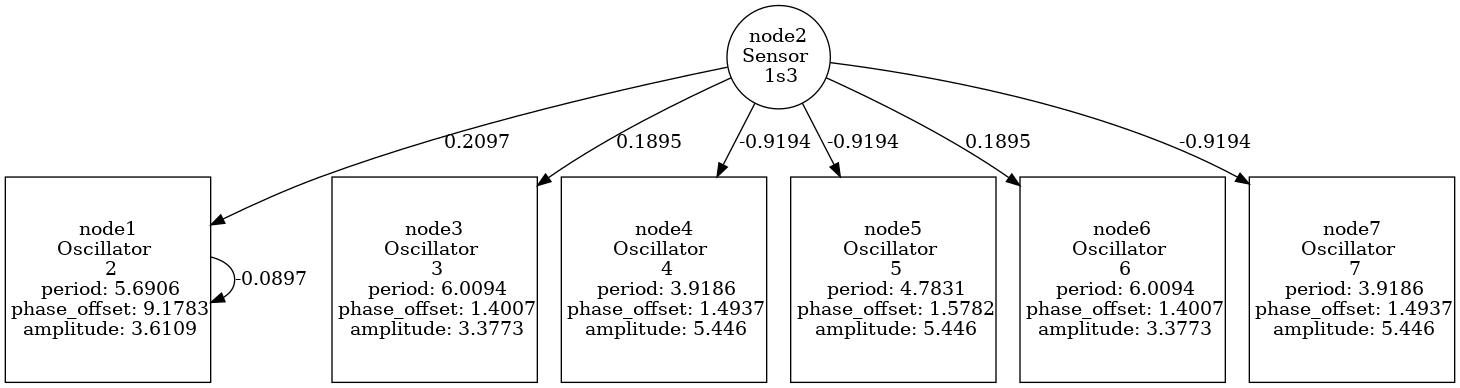 node2
Sensor
1s3
0.2097
0.1895
-0.9194
-0.9194
0.1895
-0.9194
node1
Oscillator
2
period: 5.6906
phase_offset: 9.1783
amplitude: 3.6109
-0.0897
node3
Oscillator
3
period: 6.0094
phase_offset: 1.4007
amplitude: 3.3773
node4
Oscillator
4
period: 3.9186
phase_offset: 1.4937
amplitude: 5.446
node5
Oscillator
5
period: 4.7831
phase_offset: 1.5782
amplitude: 5.446
node6
Oscillator
6
period: 6.0094
phase_offset: 1.4007
amplitude: 3.3773
node7
Oscillator
7
period: 3.9186
phase_offset: 1.4937
amplitude: 5.446